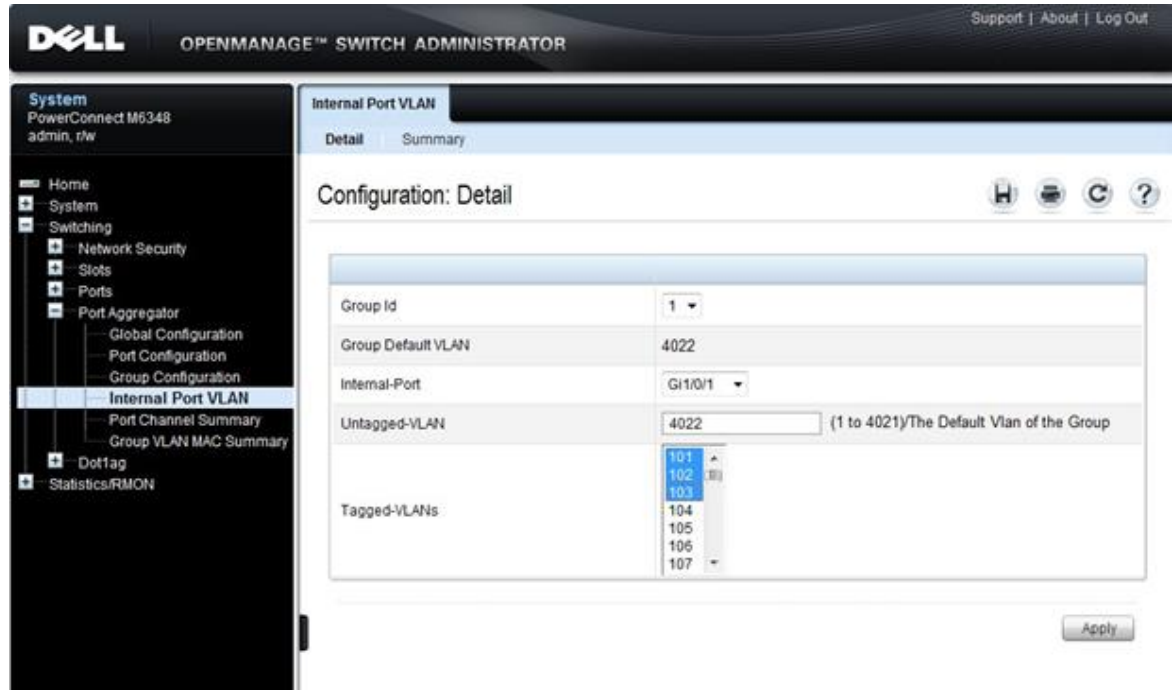 Support | About | Log Out
DELL
OPENMANAGE™ SWITCH ADMINISTRATOR
System
PowerConnect M6348
admin, r/w
Home
System
Switching
Network Security
Slots
Ports
Port Aggregator
Global Configuration
Port Configuration
Group Configuration
Internal Port VLAN
Port Channel Summary
Group VLAN MAC Summary
Dot1ag
Statistics/RMON
Internal Port VLAN
Detail Summary
Configuration: Detail
Group Id 1
Group Default VLAN 4022
Internal-Port Gi1/0/1
Untagged-VLAN 4022 (1 to 4021)/The Default Vlan of the Group
Tagged-VLANs
101
102
103
104
105
106
107
Apply